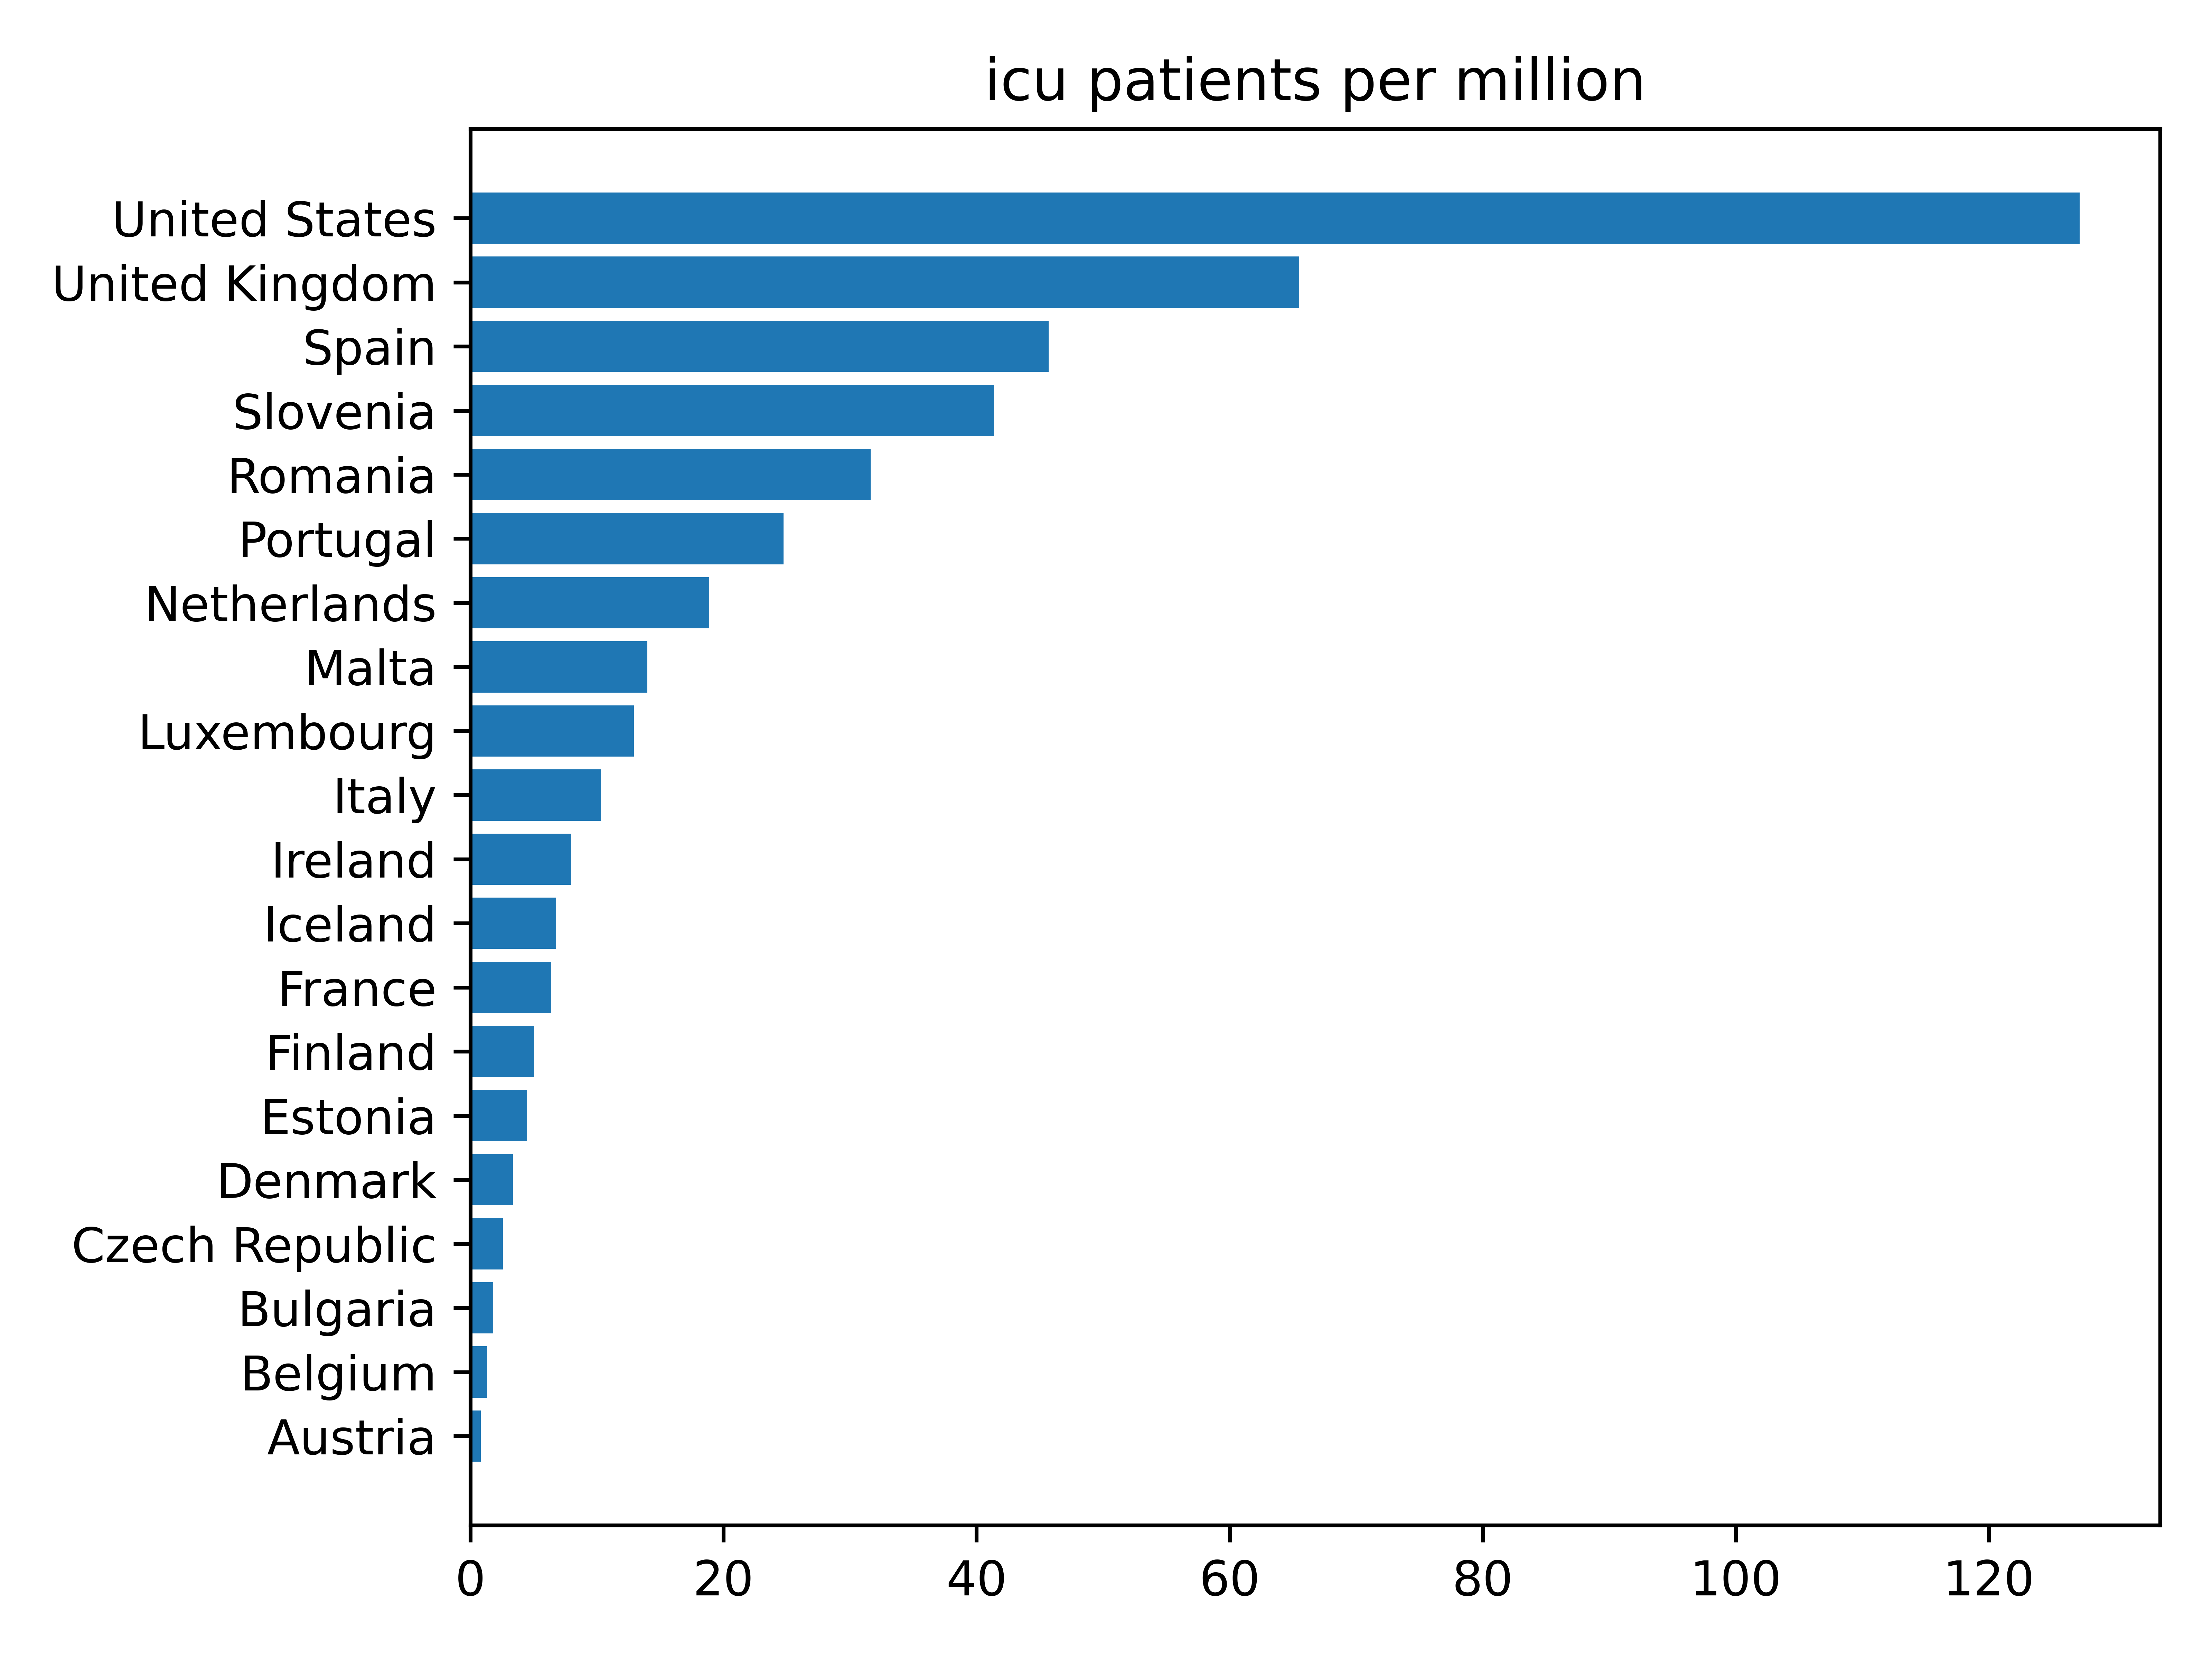 icu patients per million
United States
United Kingdom
Spain
Slovenia
Romania
Portugal
Netherlands
Malta
Luxembourg
Italy
Ireland
Iceland
France
Finland
Estonia
Denmark
Czech Republic
Bulgaria
Belgium
Austria
0 20 40 60 80 100 120